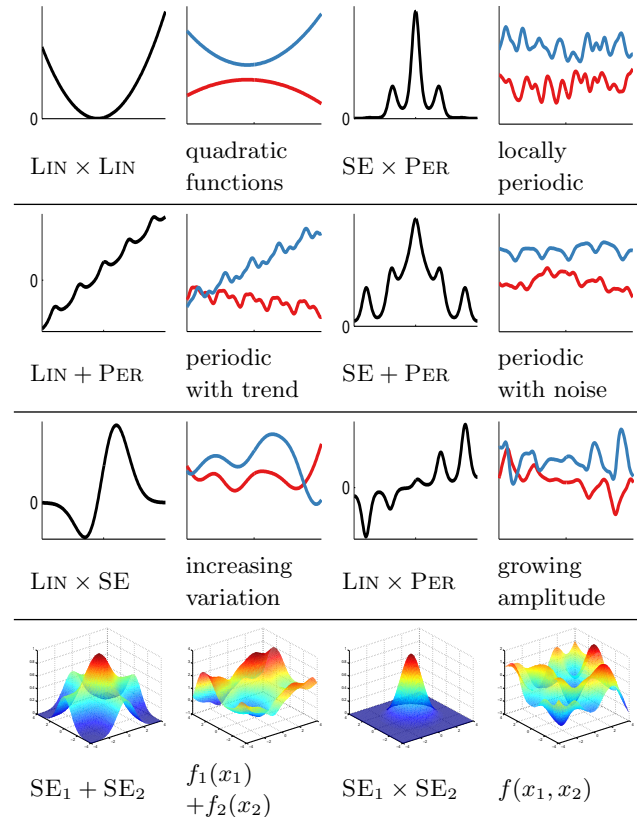 0
0
LIN × LIN
quadratic
functions
SE × PER
locally
periodic
0
0
LIN + PER
periodic
with trend
SE + PER
periodic
with noise
0
0
LIN × SE
increasing
variation
LIN × PER
growing
amplitude
SE₁ + SE₂
f₁(x₁)
+f₂(x₂)
SE₁ × SE₂
f(x₁, x₂)